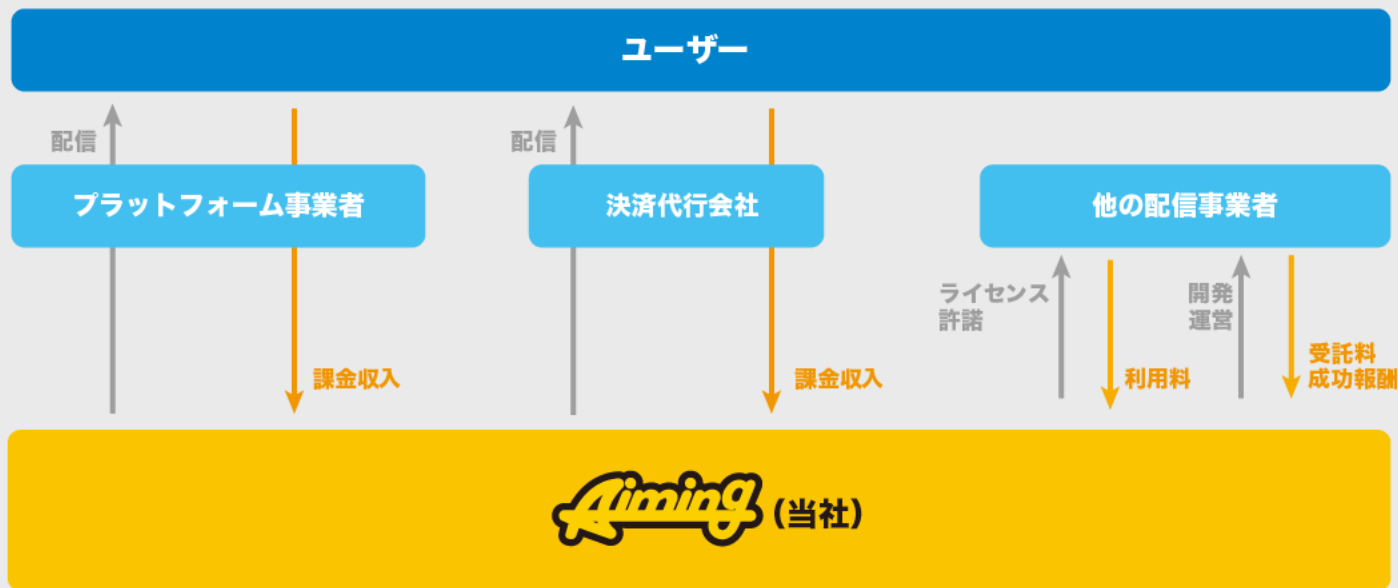 ユーザー
配信
配信
プラットフォーム事業者
決済代行会社
他の配信事業者
ライセンス
許諾
開発
運営
課金収入
課金収入
利用料
受託料
成功報酬
Aiming(当社)